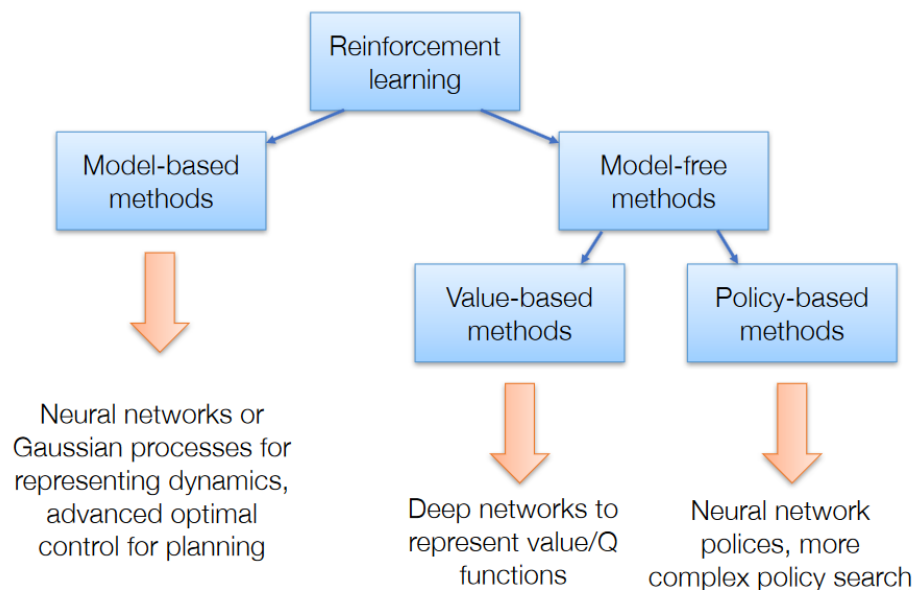 Reinforcement
learning
Model-based
methods
Model-free
methods
Value-based
methods
Policy-based
methods
Neural networks or
Gaussian processes for
representing dynamics,
advanced optimal
control for planning
Deep networks to
represent value/Q
functions
Neural network
polices, more
complex policy search